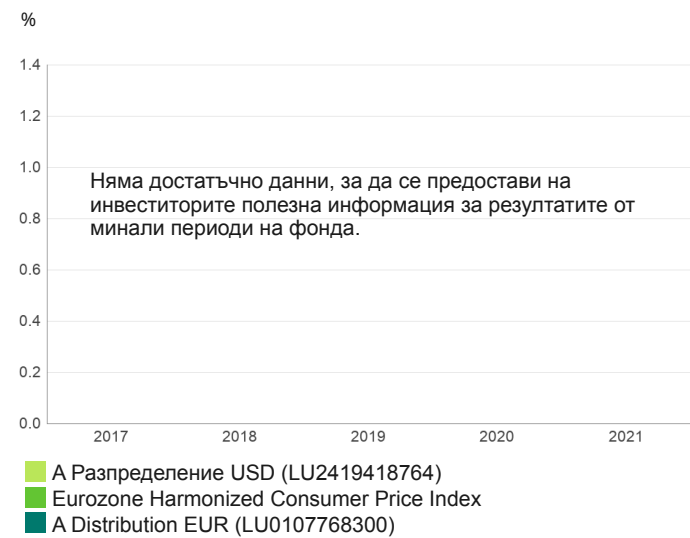 %
1.4
1.2
1.0
Няма достатъчно данни, за да се предостави на
инвеститорите полезна информация за резултатите от
0.8
минали периоди на фонда.
0.6
0.4
0.2
0.0
2017 2018 2019 2020 2021
А Разпределение USD (LU2419418764)
Eurozone Harmonized Consumer Price Index
A Distribution EUR (LU0107768300)